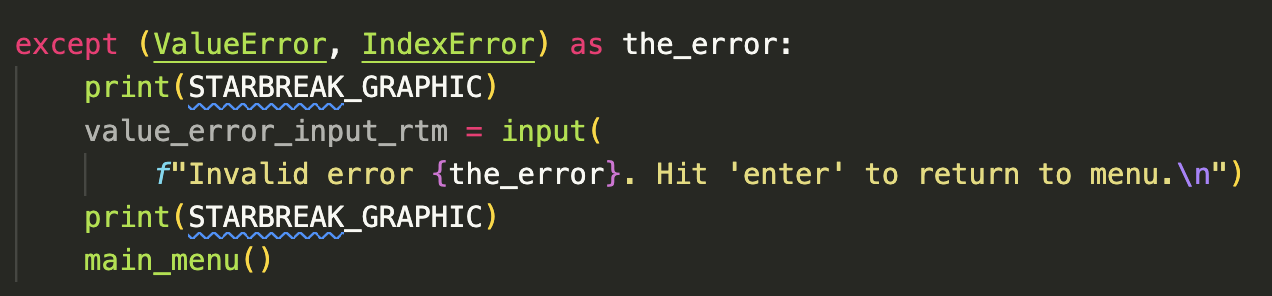 except (ValueError, IndexError) as the_error:
    print(STARBREAK_GRAPHIC)
    value_error_input_rtm = input(
        f"Invalid error {the_error}. Hit 'enter' to return to menu.\n")
    print(STARBREAK_GRAPHIC)
    main_menu()